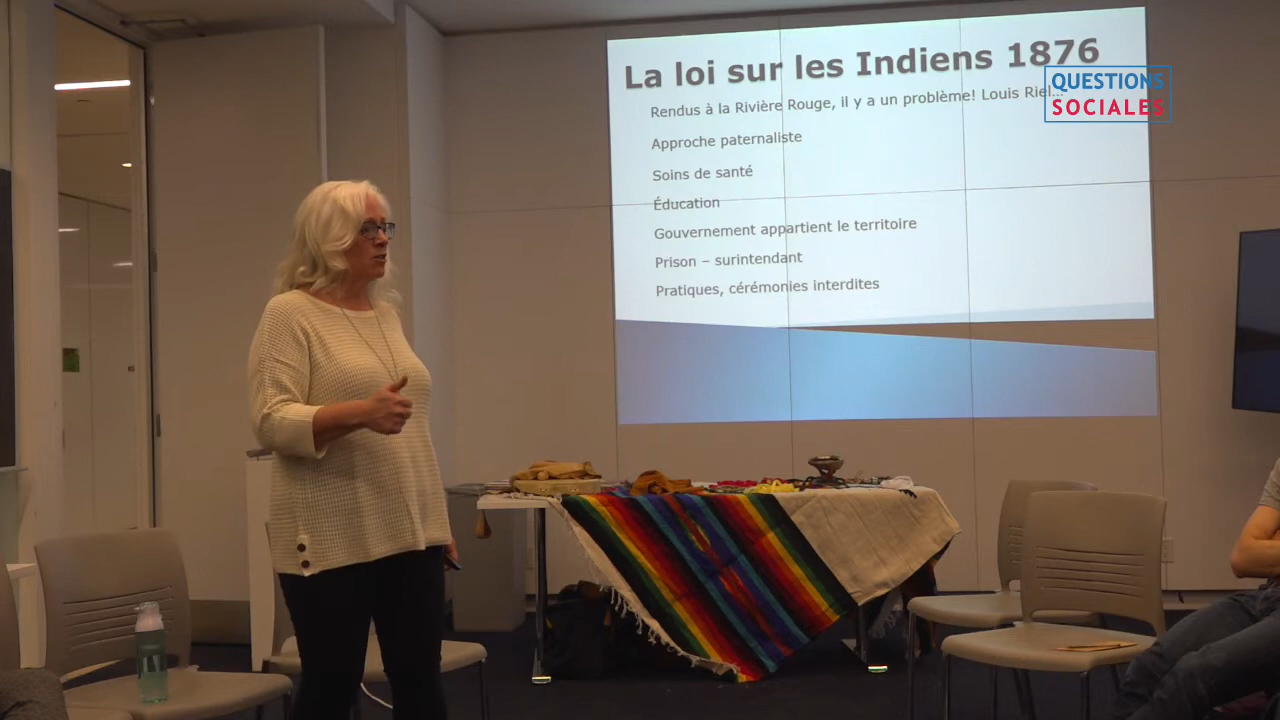 La loi sur les Indiens 1876
Rendus à la Rivière Rouge, il y a un problème! Louis Riel...
QUESTIONS
SOCIALES
Approche paternaliste
Soins de santé
Éducation
Gouvernement appartient le territoire
Prison – surintendant
Pratiques, cérémonies interdites